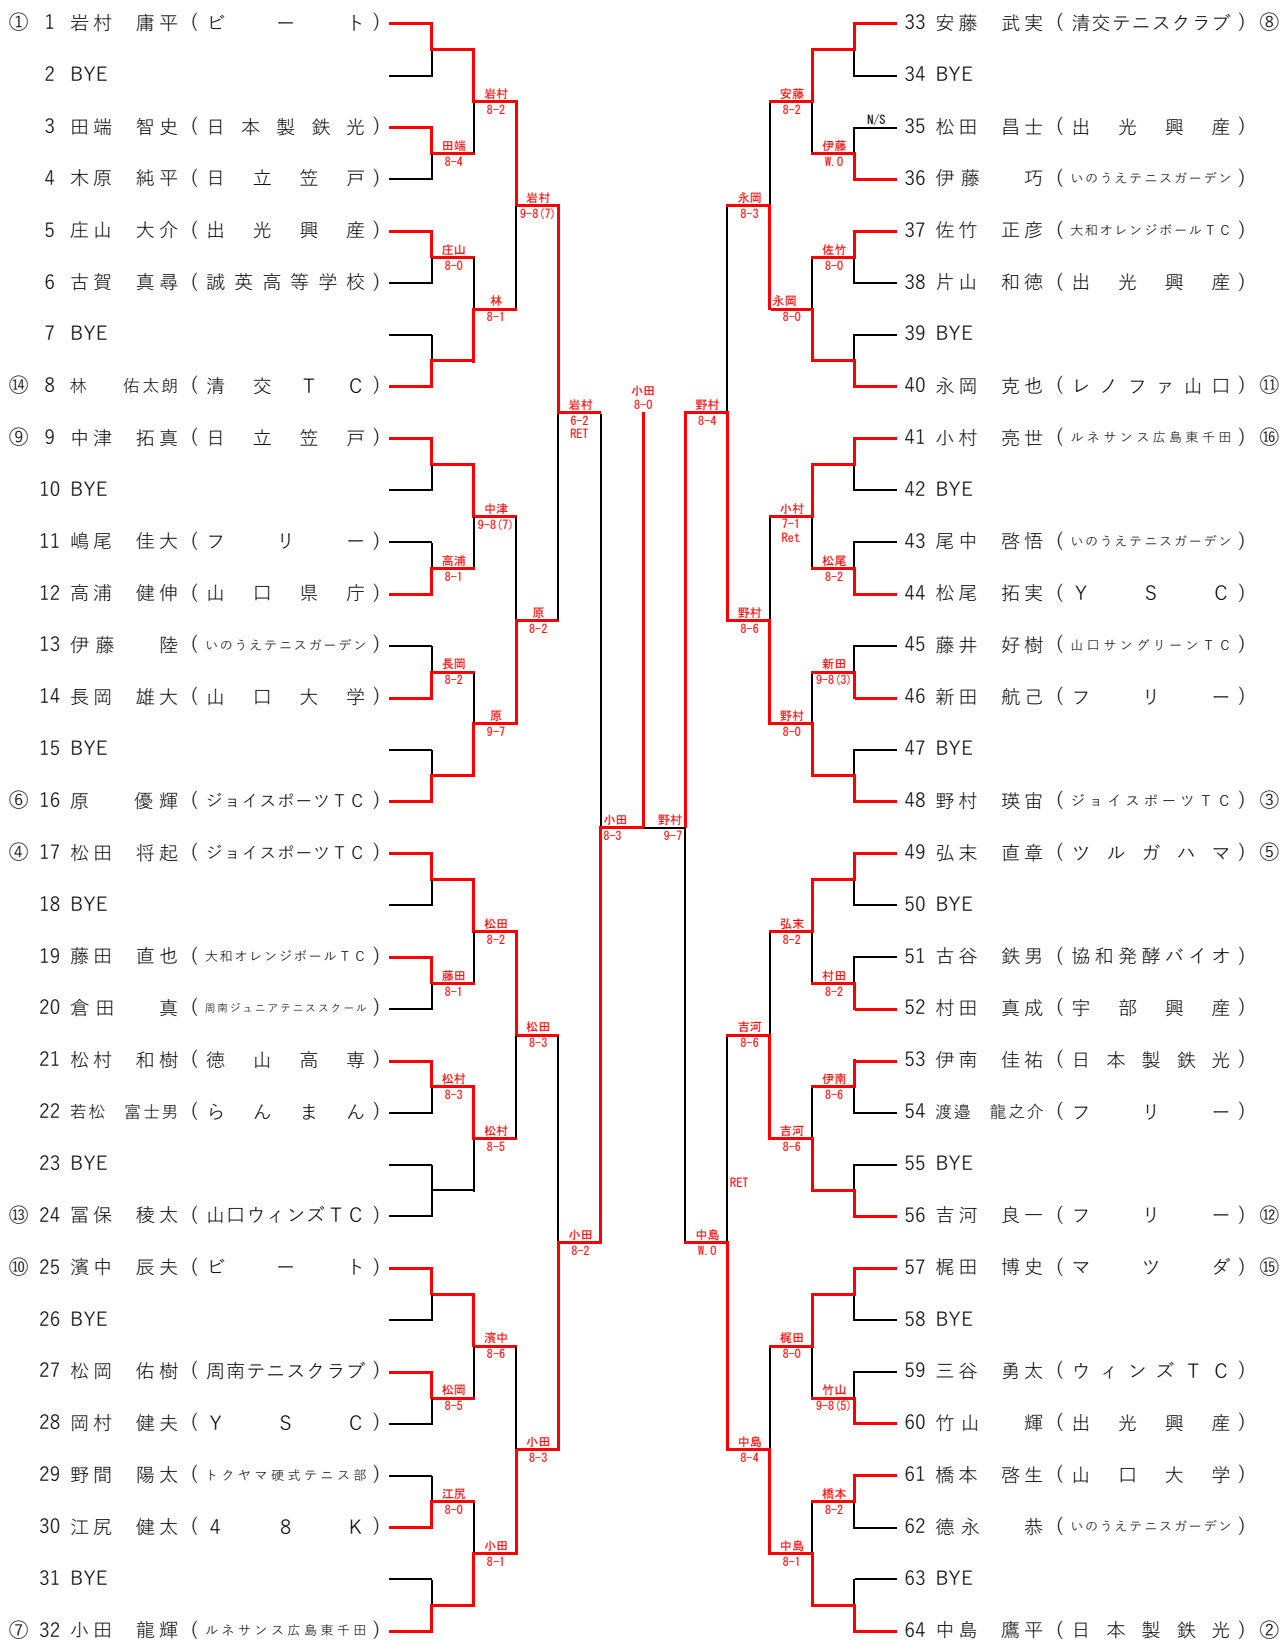 ① 1 岩村 庸平 (ビート)
2 BYE
3 田端 智史 (日本製鉄光)
4 木原 純平 (日立笠戸)
5 庄山 大介 (出光興産)
6 古賀 真尋 (誠英高等学校)
7 BYE
⑭ 8 林 佑太朗 (清交TC)
⑨ 9 中津 拓真 (日立笠戸)
10 BYE
11 嶋尾 佳大 (フリー)
12 高浦 健伸 (山口県庁)
13 伊藤 陸 (いのうえテニスガーデン)
14 長岡 雄大 (山口大学)
15 BYE
⑥ 16 原 優輝 (ジョイスポーツTC)
④ 17 松田 将起 (ジョイスポーツTC)
18 BYE
19 藤田 直也 (大和オレンジボールTC)
20 倉田 真 (周南ジュニアテニススクール)
21 松村 和樹 (徳山高専)
22 若松 富士男 (らんまん)
23 BYE
⑬ 24 冨保 稜太 (山口ウィンズTC)
⑩ 25 濱中 辰夫 (ビート)
26 BYE
27 松岡 佑樹 (周南テニスクラブ)
28 岡村 健夫 (YSC)
29 野間 陽太 (トクヤマ硬式テニス部)
30 江尻 健太 (48K)
31 BYE
⑦ 32 小田 龍輝 (ルネサンス広島東千田)
田端
8-4
庄山
8-0
高浦
8-1
長岡
8-2
藤田
8-1
松村
8-3
松岡
8-5
江尻
8-0
岩村
8-2
林
8-1
中津
9-8(7)
原
9-7
松田
8-2
松村
8-5
濱中
8-6
小田
8-1
岩村
9-8(7)
原
8-2
松田
8-3
小田
8-3
岩村
6-2
RET
小田
8-2
小田
8-3
小田
8-0
野村
9-7
野村
8-4
中島
W.O
永岡
8-3
野村
8-6
吉河
8-6
RET
中島
8-4
安藤
8-2
永岡
8-0
小村
7-1
Ret
野村
8-0
弘末
8-2
吉河
8-6
梶田
8-0
中島
8-1
N/S
伊藤
W.O
佐竹
8-0
松尾
8-2
新田
9-8(3)
村田
8-2
伊南
8-6
竹山
9-8(5)
橋本
8-2
33 安藤 武実 (清交テニスクラブ) ⑧
34 BYE
35 松田 昌士 (出光興産)
36 伊藤 巧 (いのうえテニスガーデン)
37 佐竹 正彦 (大和オレンジボールTC)
38 片山 和徳 (出光興産)
39 BYE
40 永岡 克也 (レノファ山口) ⑪
41 小村 亮世 (ルネサンス広島東千田) ⑯
42 BYE
43 尾中 啓悟 (いのうえテニスガーデン)
44 松尾 拓実 (YSC)
45 藤井 好樹 (山口サングリーンTC)
46 新田 航己 (フリー)
47 BYE
48 野村 瑛宙 (ジョイスポーツTC) ③
49 弘末 直章 (ツルガハマ) ⑤
50 BYE
51 古谷 鉄男 (協和発酵バイオ)
52 村田 真成 (宇部興産)
53 伊南 佳祐 (日本製鉄光)
54 渡邉 龍之介 (フリー)
55 BYE
56 吉河 良一 (フリー) ⑫
57 梶田 博史 (マツダ) ⑮
58 BYE
59 三谷 勇太 (ウィンズTC)
60 竹山 輝 (出光興産)
61 橋本 啓生 (山口大学)
62 德永 恭 (いのうえテニスガーデン)
63 BYE
64 中島 鷹平 (日本製鉄光) ②